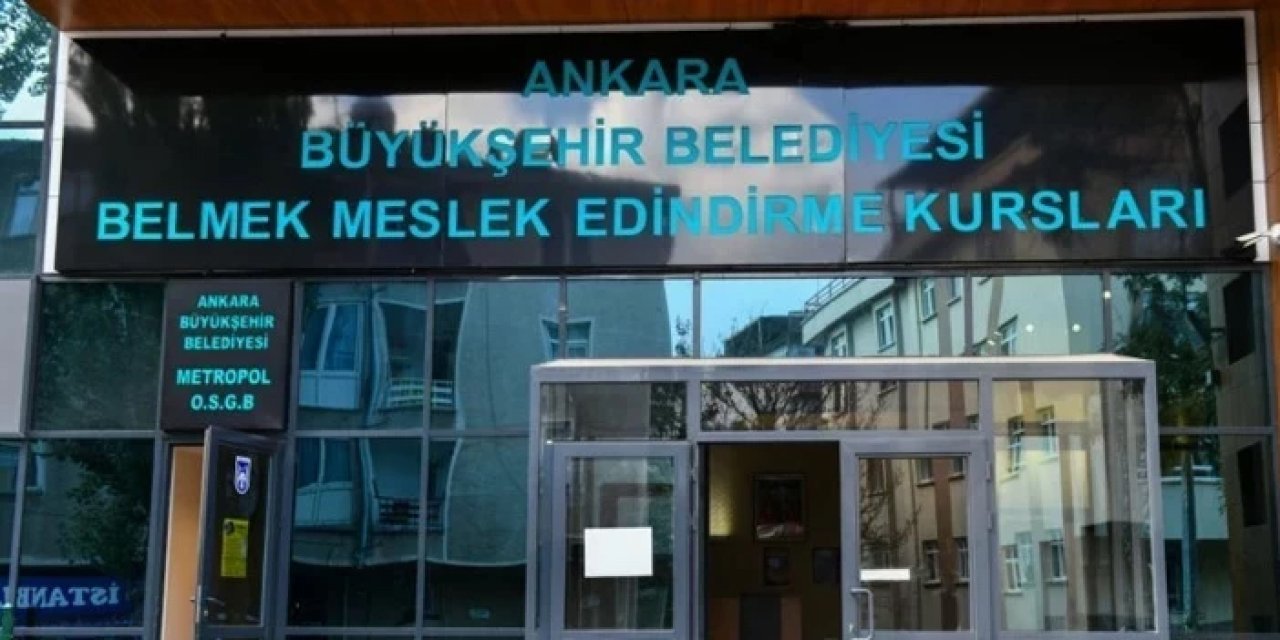 ANKARA
BÜYÜKŞEHİR BELEDİYESİ
BELMEK MESLEK EDİNDİRME KURSLARI
ANKARA
BÜYÜKŞEHİR
BELEDİYESİ
METROPOL
O.S.G.B